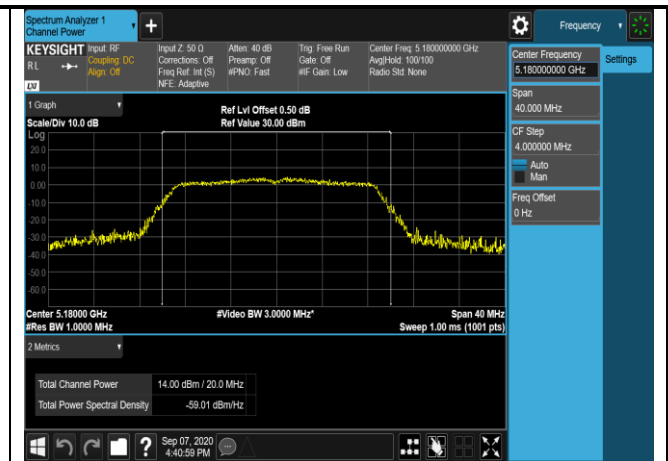 Spectrum Analyzer 1
Channel Power
Frequency
KEYSIGHT
RL
LXI
Input: RF
Coupling: DC
Align: Off
Input Z: 50 Ω
Corrections: Off
Freq Ref: Int (S)
NFE: Adaptive
Atten: 40 dB
Preamp: Off
#PNO: Fast
Trig: Free Run
Gate: Off
#IF Gain: Low
Center Freq: 5.180000000 GHz
Avg|Hold: 100/100
Radio Std: None
Center Frequency
5.180000000 GHz
Settings
Span
40.000 MHz
CF Step
4.000000 MHz
Auto
Man
Freq Offset
0 Hz
1 Graph
Scale/Div 10.0 dB
Ref Lvl Offset 0.50 dB
Ref Value 30.00 dBm
Log
20.0
10.0
0.00
-10.0
-20.0
-30.0
-40.0
-50.0
-60.0
Center 5.18000 GHz
#Video BW 3.0000 MHz*
Span 40 MHz
#Res BW 1.0000 MHz
Sweep 1.00 ms (1001 pts)
2 Metrics
Total Channel Power 14.00 dBm / 20.0 MHz
Total Power Spectral Density -59.01 dBm/Hz
?
Sep 07, 2020
4:40:59 PM